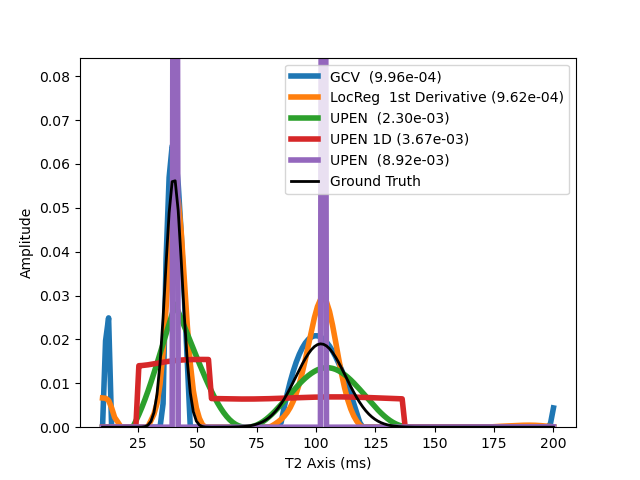 0.08
0.07
0.06
0.05
0.04
0.03
0.02
0.01
0.00
Amplitude
GCV  (9.96e-04)
LocReg  1st Derivative (9.62e-04)
UPEN  (2.30e-03)
UPEN 1D (3.67e-03)
UPEN  (8.92e-03)
Ground Truth
25 50 75 100 125 150 175 200
T2 Axis (ms)